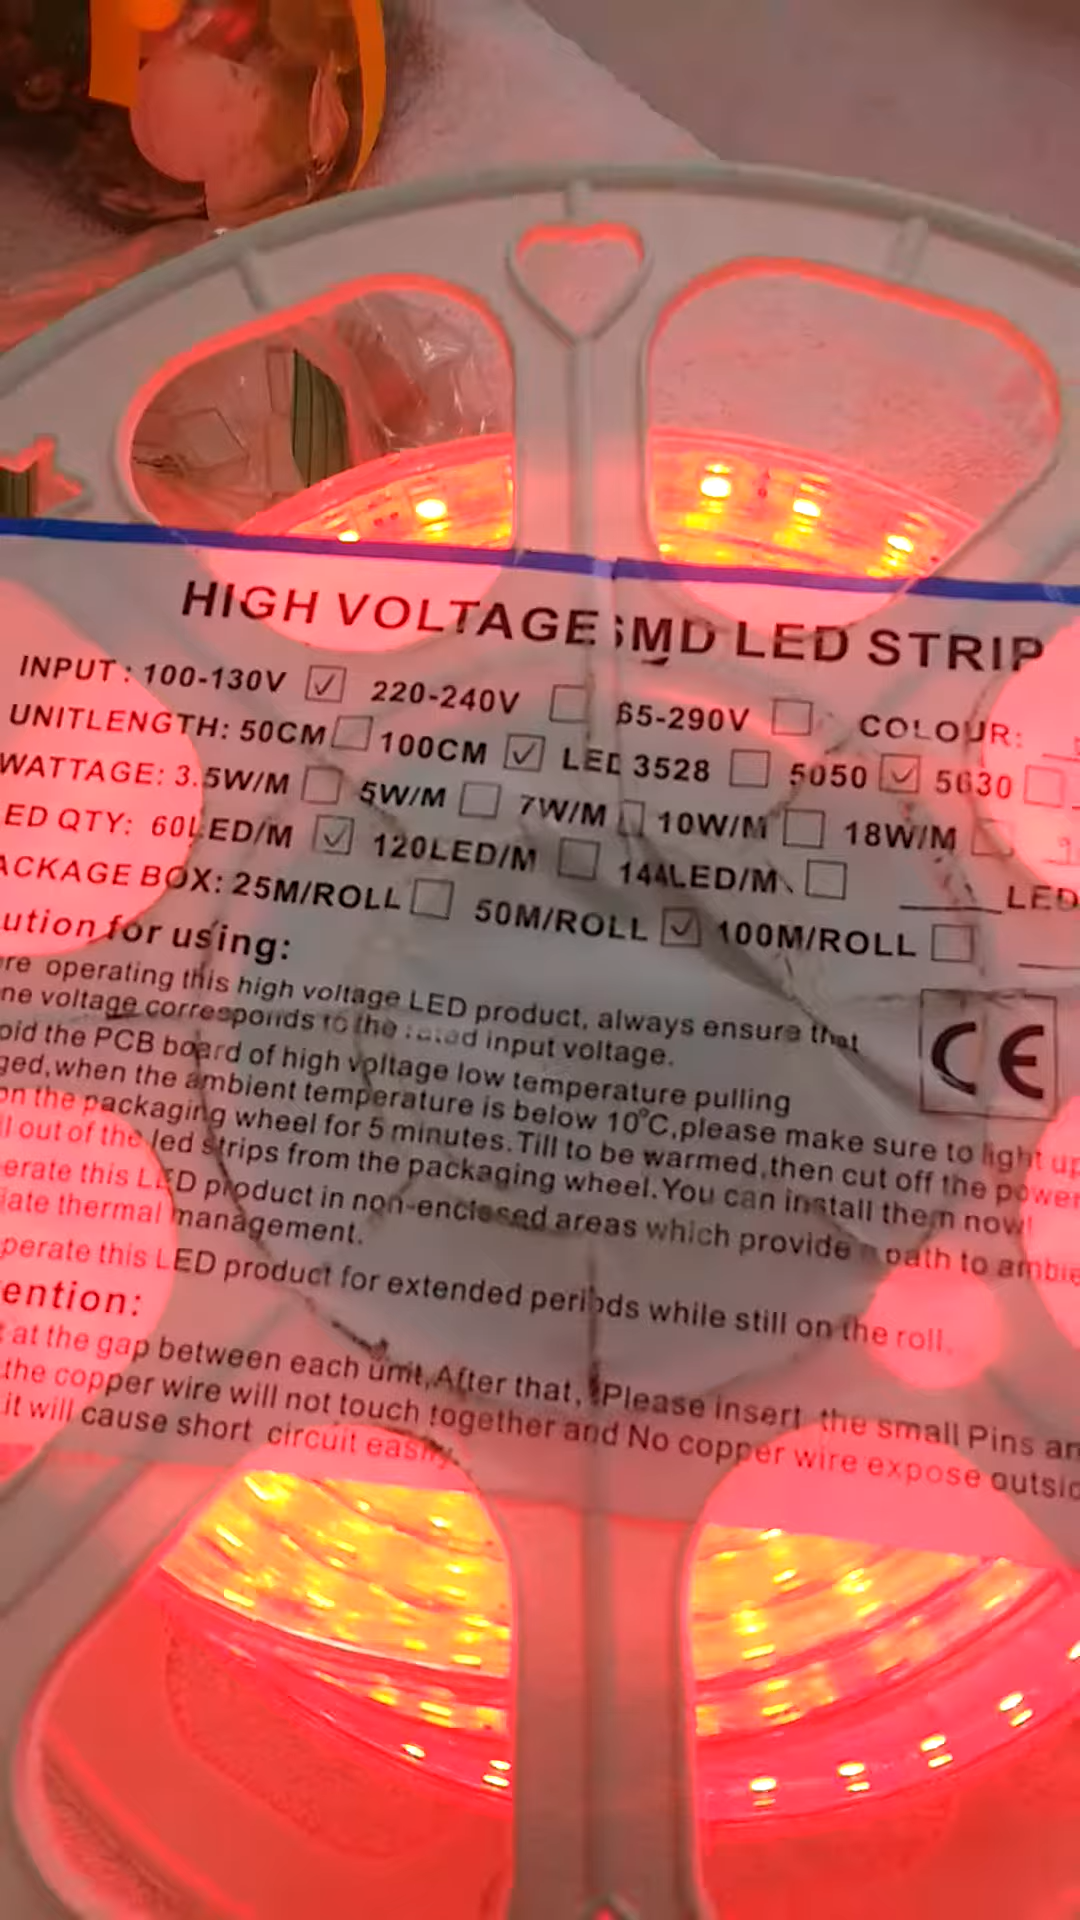 HIGH VOLTAGE SMD LED STRIP
INPUT: 100-130V ☑ 220-240V ☐ 65-290V ☐ COLOUR:
UNITLENGTH: 50CM ☐ 100CM ☑ LED 3528 ☐ 5050 ☑ 5630 ☐
WATTAGE: 3.5W/M ☐ 5W/M ☐ 7W/M ☐ 10W/M ☐ 18W/M ☐
ED QTY: 60LED/M ☑ 120LED/M ☐ 144LED/M ☐ ____LED
ACKAGE BOX: 25M/ROLL ☐ 50M/ROLL ☑ 100M/ROLL ☐
ution for using:
re operating this high voltage LED product, always ensure that
ne voltage corresponds to the rated input voltage.
oid the PCB board of high voltage low temperature pulling
ged,when the ambient temperature is below 10°C,please make sure to light up
on the packaging wheel for 5 minutes.Till to be warmed,then cut off the power
ll out of the led strips from the packaging wheel.You can install them now!
erate this LED product in non-enclosed areas which provide a path to ambie
iate thermal management.
perate this LED product for extended periods while still on the roll.
ention:
t at the gap between each unit,After that, Please insert the small Pins an
the copper wire will not touch together and No copper wire expose outsid
it will cause short circuit easily.
CE